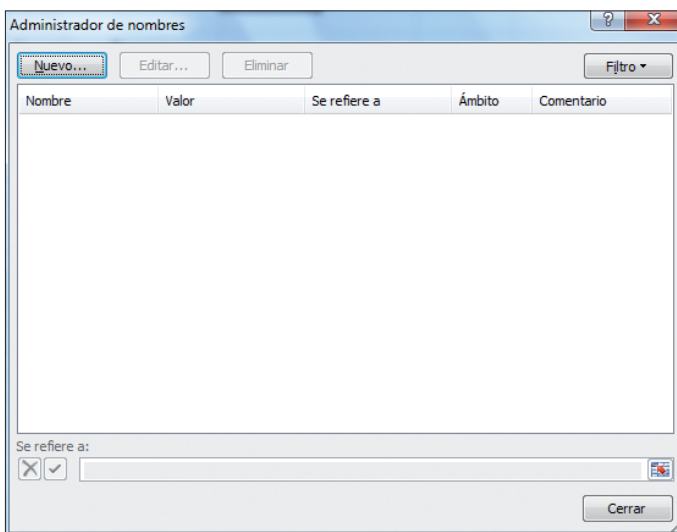 Administrador de nombres
?
Nuevo... Editar... Eliminar Filtro
Nombre Valor Se refiere a Ámbito Comentario
Se refiere a:
Cerrar